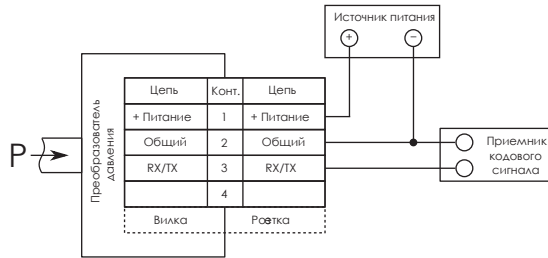 Источник питания
+ −
Преобразователь
давления
Цепь Конт. Цепь
+ Питание 1 + Питание
Общий 2 Общий
RX/TX 3 RX/TX
4
Вилка Розетка
P
Приемник
кодового
сигнала